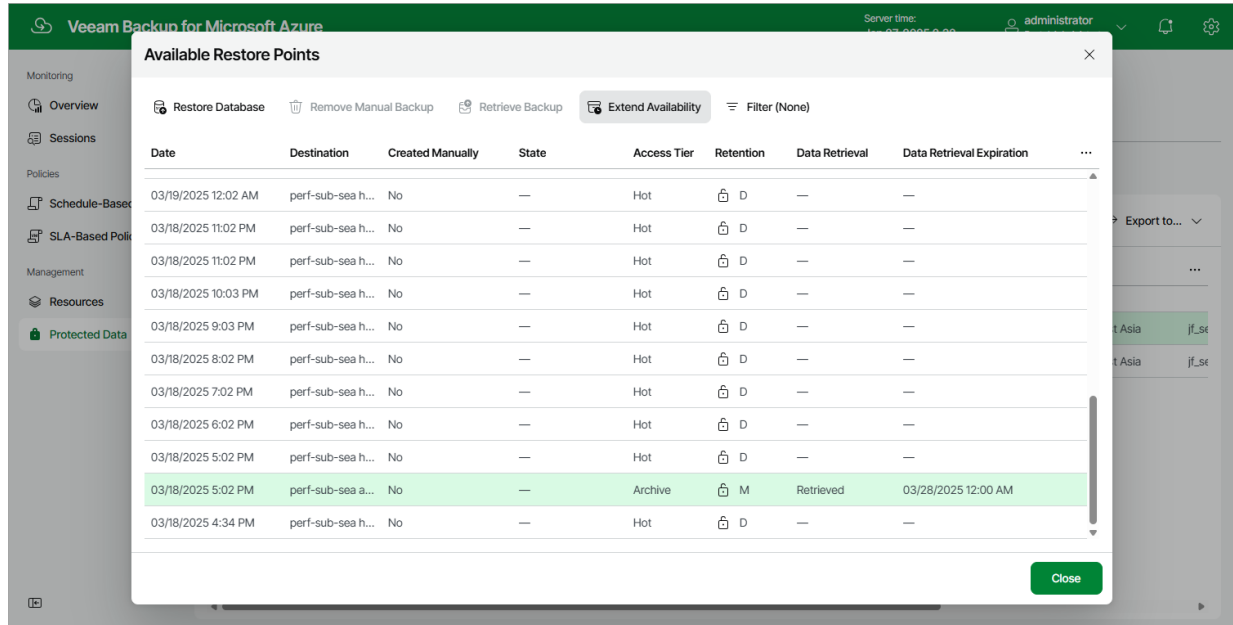 Veeam Backup for Microsoft Azure
Server time:
administrator
Available Restore Points
Monitoring
Overview
Sessions
Policies
Schedule-Based
SLA-Based Poli
Management
Resources
Protected Data
Restore Database Remove Manual Backup Retrieve Backup Extend Availability Filter (None)
Date Destination Created Manually State Access Tier Retention Data Retrieval Data Retrieval Expiration ...
03/19/2025 12:02 AM perf-sub-sea h... No — Hot D — —
03/18/2025 11:02 PM perf-sub-sea h... No — Hot D — —
03/18/2025 11:02 PM perf-sub-sea h... No — Hot D — —
03/18/2025 10:03 PM perf-sub-sea h... No — Hot D — —
03/18/2025 9:03 PM perf-sub-sea h... No — Hot D — —
03/18/2025 8:02 PM perf-sub-sea h... No — Hot D — —
03/18/2025 7:02 PM perf-sub-sea h... No — Hot D — —
03/18/2025 6:02 PM perf-sub-sea h... No — Hot D — —
03/18/2025 5:02 PM perf-sub-sea h... No — Hot D — —
03/18/2025 5:02 PM perf-sub-sea a... No — Archive M Retrieved 03/28/2025 12:00 AM
03/18/2025 4:34 PM perf-sub-sea h... No — Hot D — —
Close
Export to...
...
t Asia jf_se
t Asia jf_se